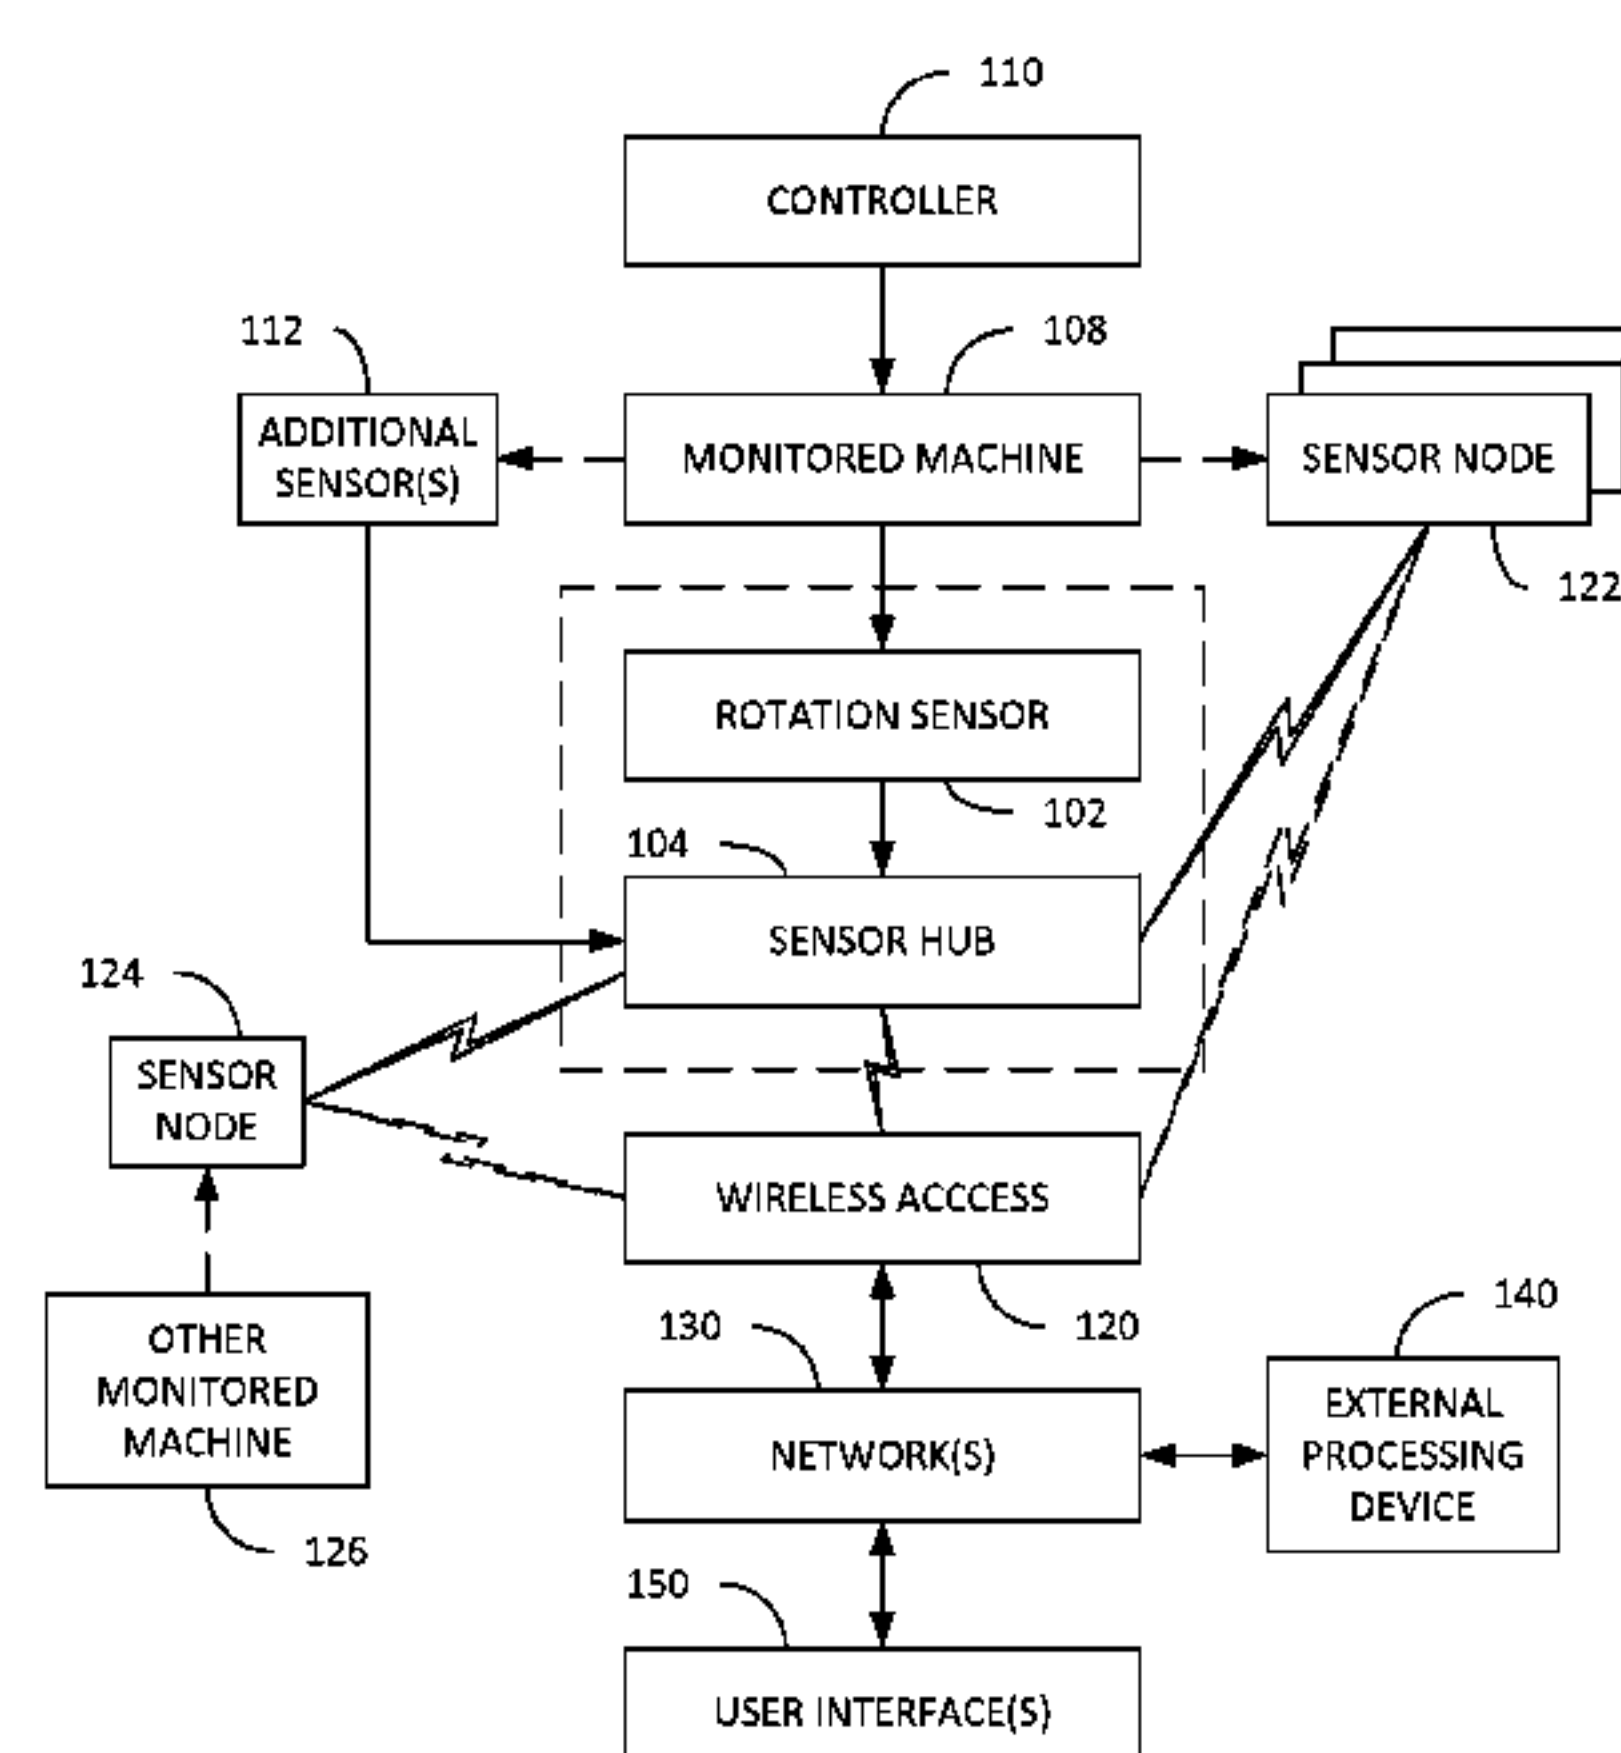 110
CONTROLLER
112
108
ADDITIONAL
SENSOR(S)
MONITORED MACHINE
SENSOR NODE
122
ROTATION SENSOR
102
104
SENSOR HUB
124
SENSOR
NODE
WIRELESS ACCCESS
120
130
140
OTHER
MONITORED
MACHINE
126
NETWORK(S)
EXTERNAL
PROCESSING
DEVICE
150
USER INTERFACE(S)